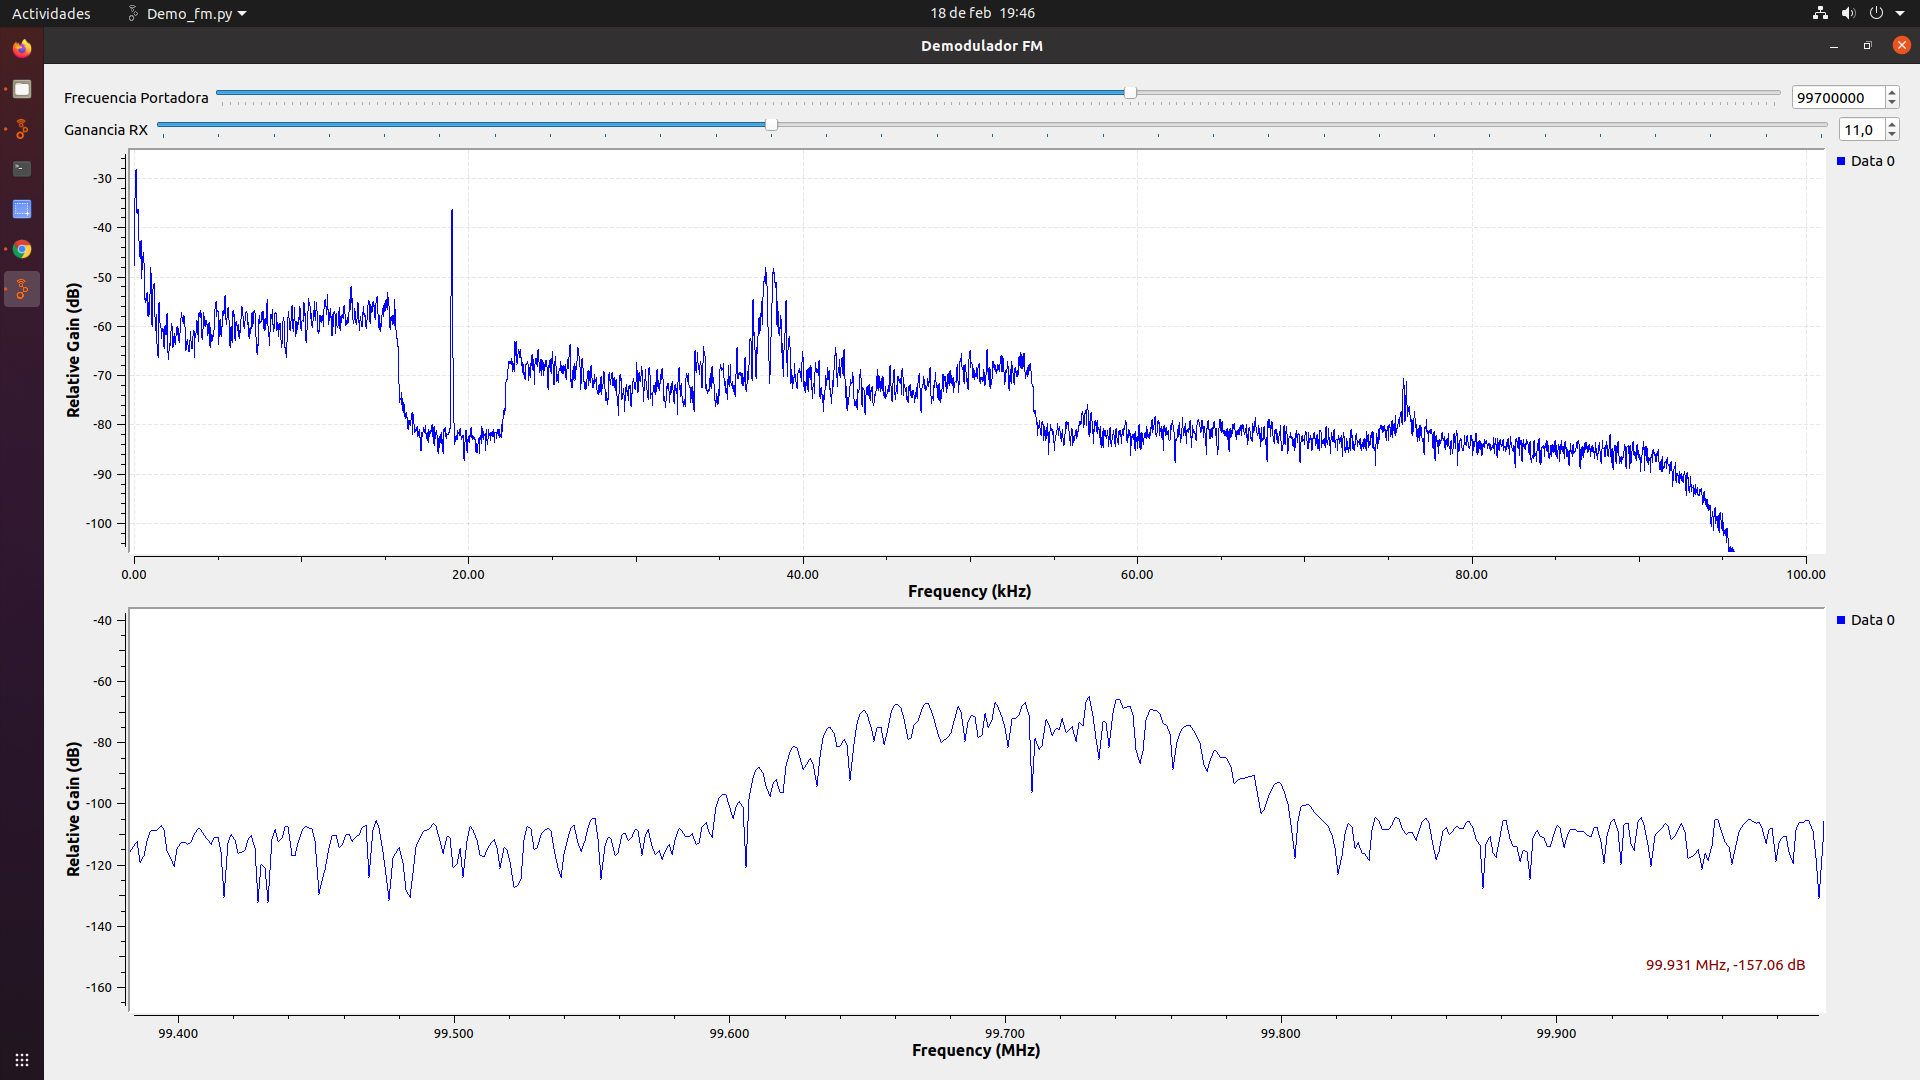 Actividades
Demo_fm.py
18 de feb 19:46
Demodulador FM
Frecuencia Portadora
99700000
Ganancia RX
11,0
Data 0
Relative Gain (dB)
-30
-40
-50
-60
-70
-80
-90
-100
0.00 20.00 40.00 60.00 80.00 100.00
Frequency (kHz)
Data 0
Relative Gain (dB)
-40
-60
-80
-100
-120
-140
-160
99.931 MHz, -157.06 dB
99.400 99.500 99.600 99.700 99.800 99.900
Frequency (MHz)